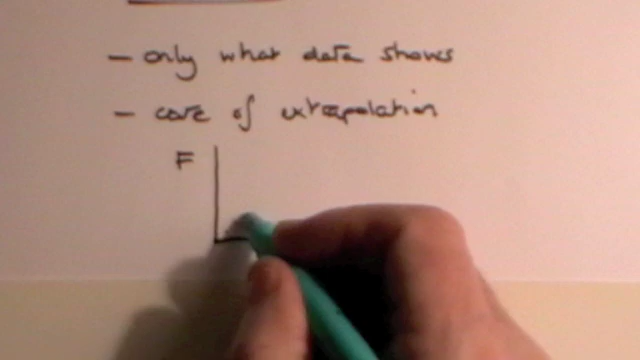 – only what data shows
– care of extrapolation
F